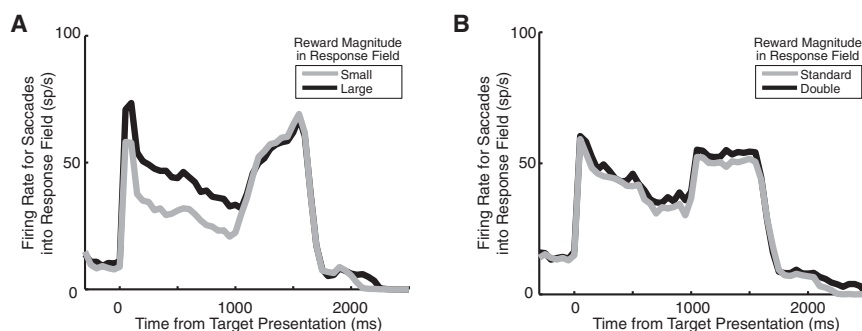 A
100
50
0
Firing Rate for Saccades
into Response Field (sp/s)
Reward Magnitude
in Response Field
Small
Large
0
1000
2000
Time from Target Presentation (ms)
B
100
50
0
Firing Rate for Saccades
into Response Field (sp/s)
Reward Magnitude
in Response Field
Standard
Double
0
1000
2000
Time from Target Presentation (ms)